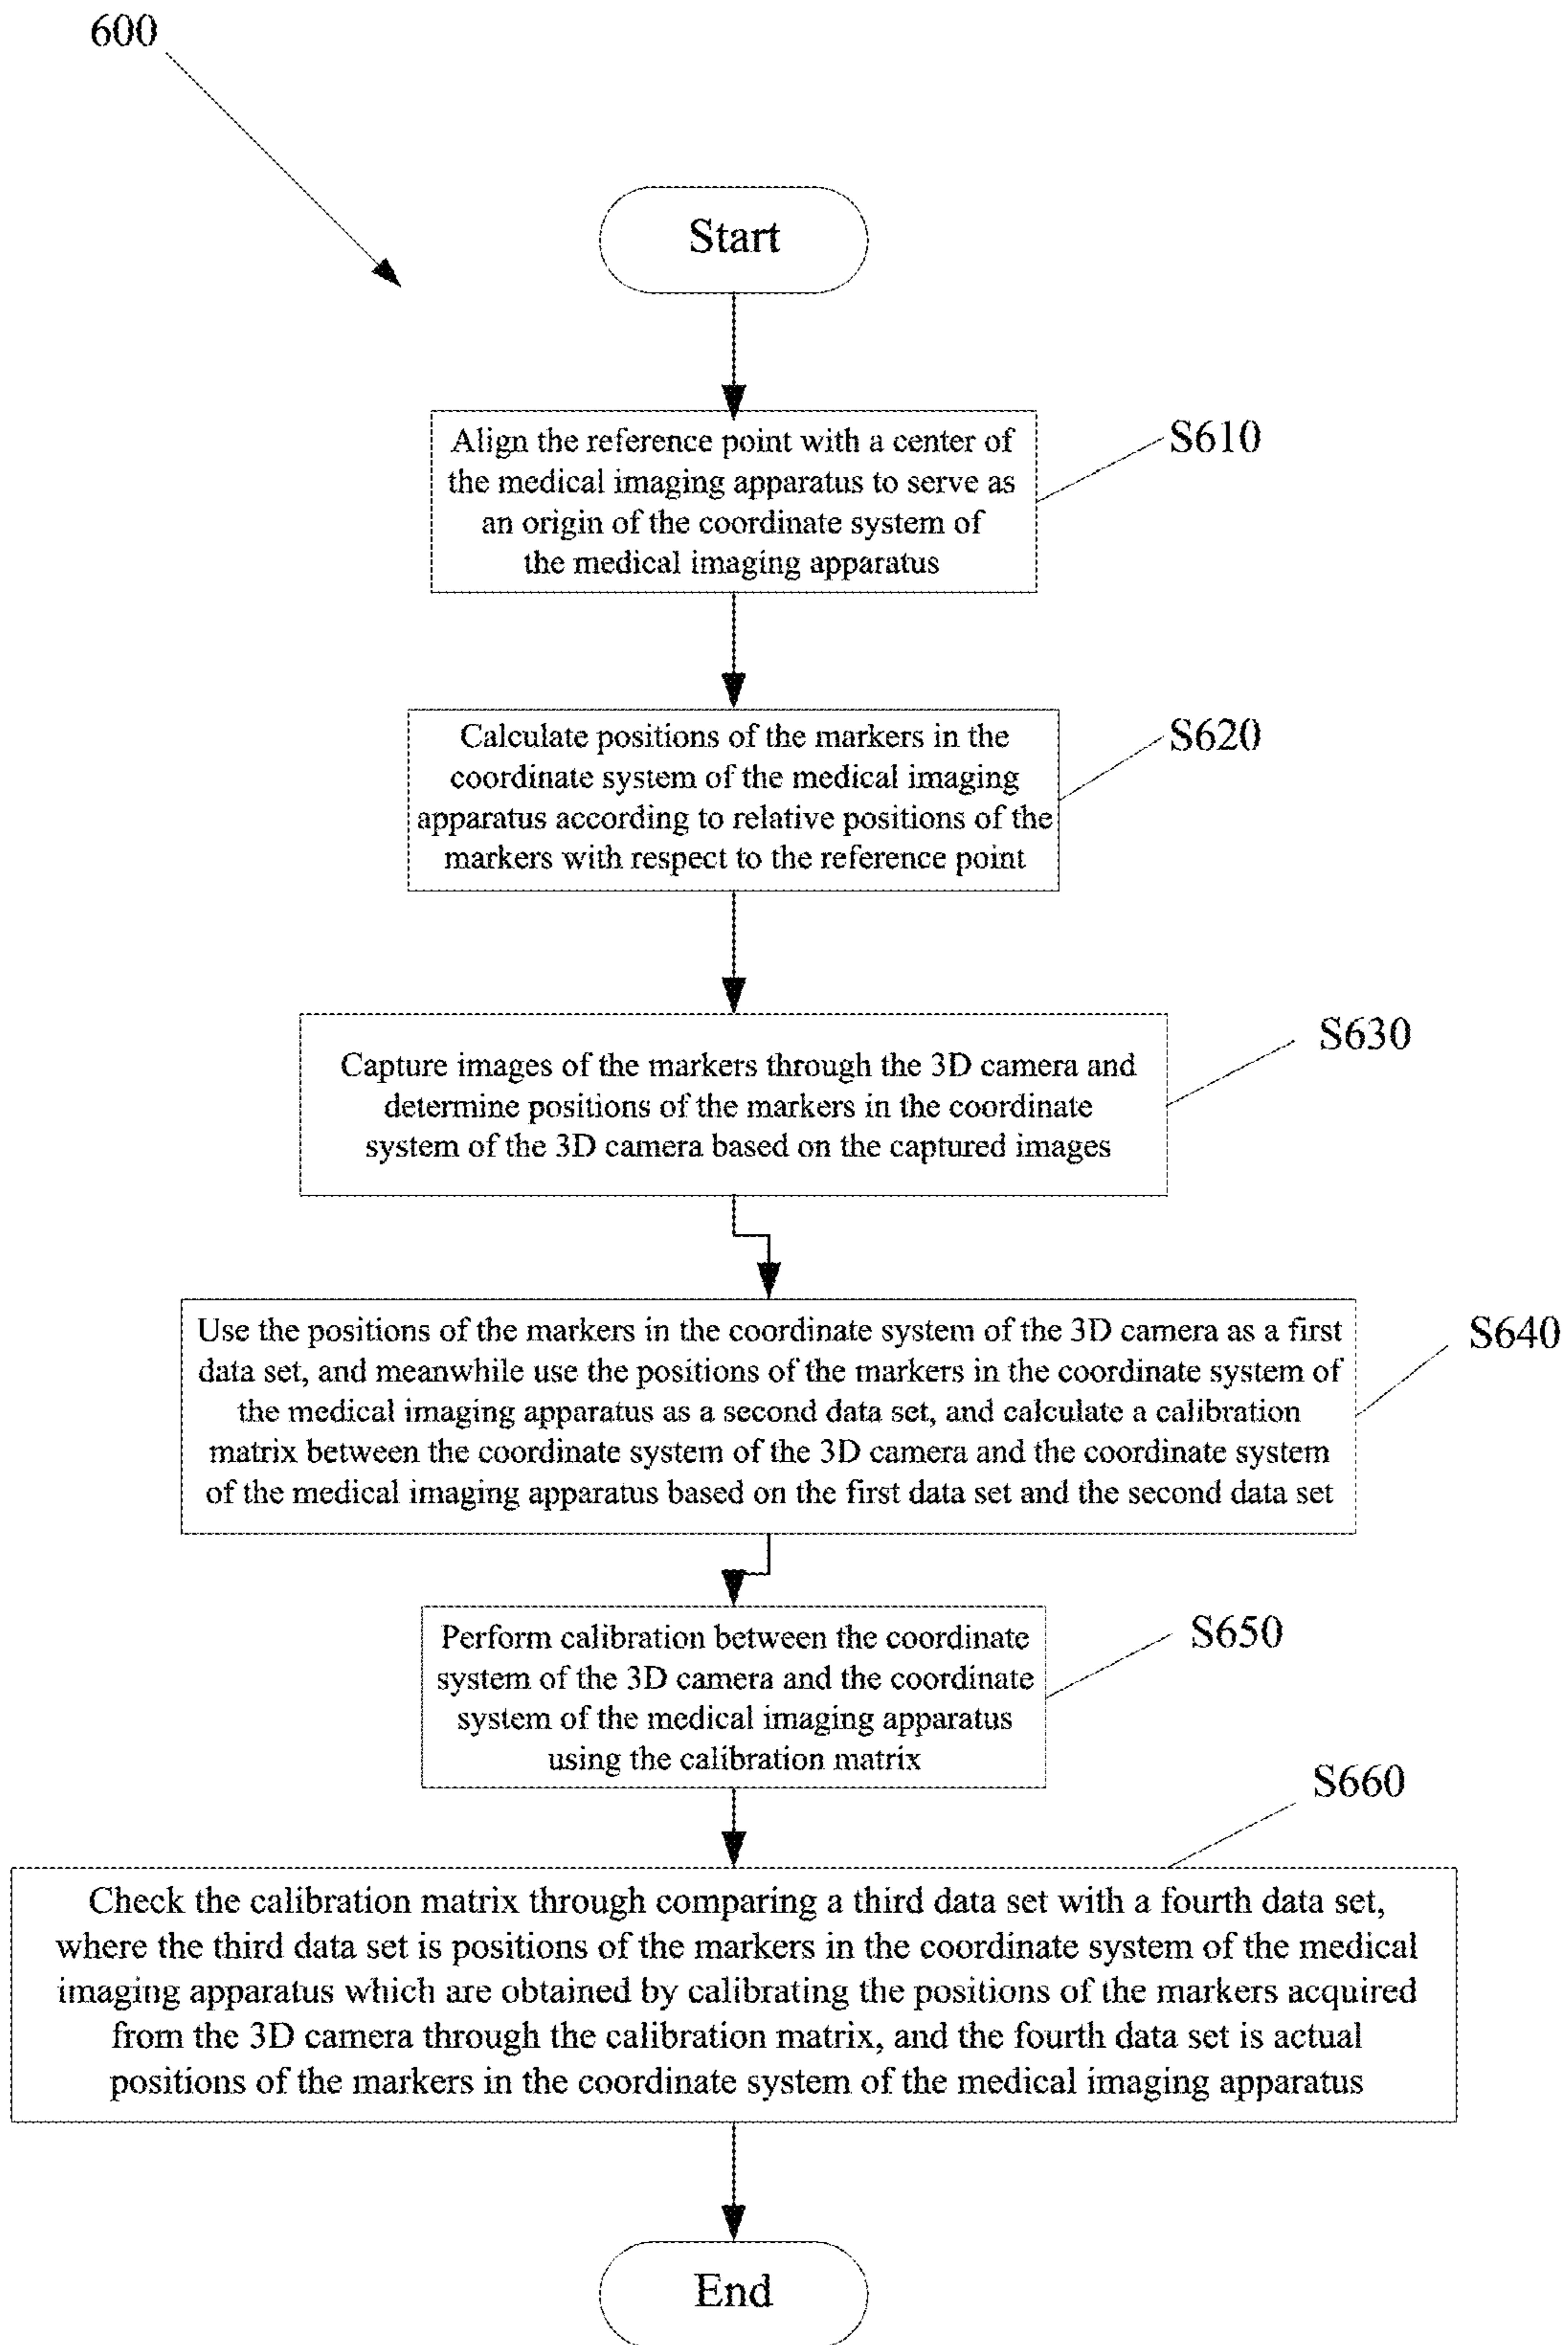 600
Start
Align the reference point with a center of
the medical imaging apparatus to serve as
an origin of the coordinate system of
the medical imaging apparatus
S610
Calculate positions of the markers in the
coordinate system of the medical imaging
apparatus according to relative positions of the
markers with respect to the reference point
S620
Capture images of the markers through the 3D camera and
determine positions of the markers in the coordinate
system of the 3D camera based on the captured images
S630
Use the positions of the markers in the coordinate system of the 3D camera as a first
data set, and meanwhile use the positions of the markers in the coordinate system of
the medical imaging apparatus as a second data set, and calculate a calibration
matrix between the coordinate system of the 3D camera and the coordinate system
of the medical imaging apparatus based on the first data set and the second data set
S640
Perform calibration between the coordinate
system of the 3D camera and the coordinate
system of the medical imaging apparatus
using the calibration matrix
S650
S660
Check the calibration matrix through comparing a third data set with a fourth data set,
where the third data set is positions of the markers in the coordinate system of the medical
imaging apparatus which are obtained by calibrating the positions of the markers acquired
from the 3D camera through the calibration matrix, and the fourth data set is actual
positions of the markers in the coordinate system of the medical imaging apparatus
End